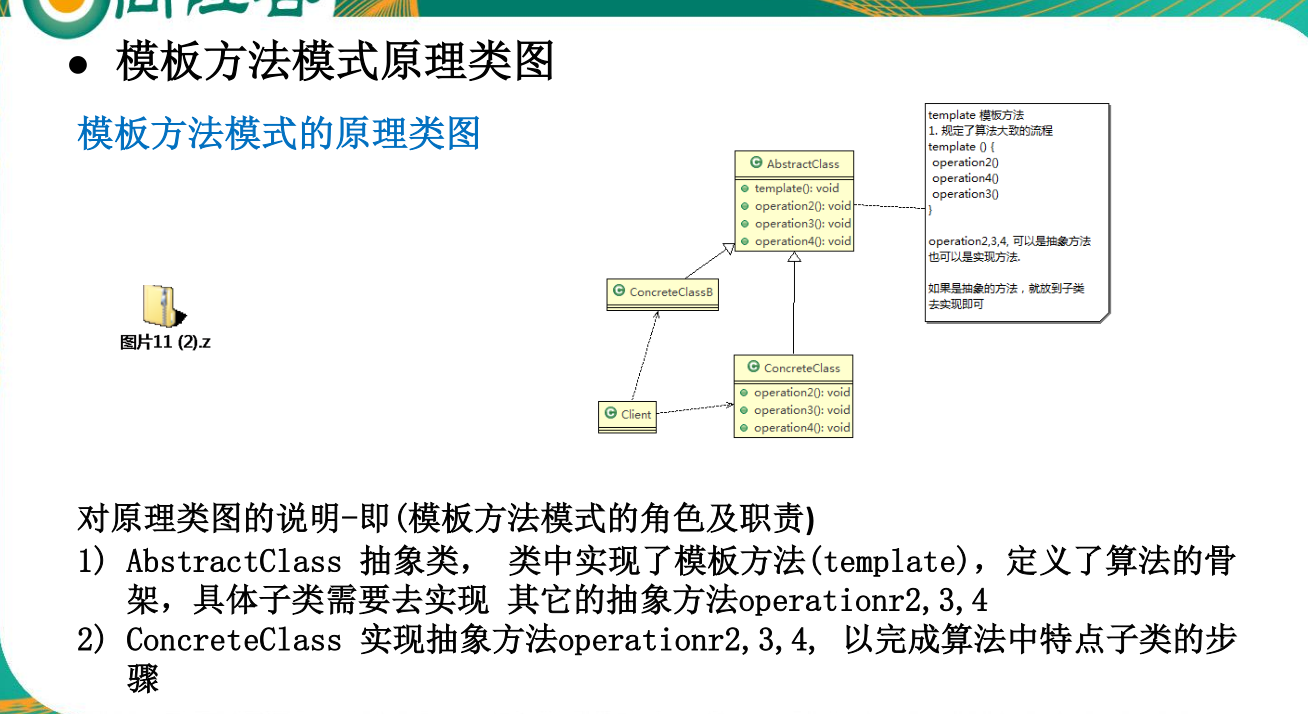 ● 模板方法模式原理类图
模板方法模式的原理类图
template 模板方法
1. 规定了算法大致的流程
template () {
operation2()
operation4()
operation3()
}
operation2,3,4, 可以是抽象方法
也可以是实现方法.
如果是抽象的方法，就放到子类
去实现即可
C AbstractClass
template(): void
operation2(): void
operation3(): void
operation4(): void
C ConcreteClassB
图片11 (2).z
C ConcreteClass
operation2(): void
operation3(): void
operation4(): void
C Client
对原理类图的说明-即(模板方法模式的角色及职责)
1) AbstractClass 抽象类， 类中实现了模板方法(template)，定义了算法的骨
架，具体子类需要去实现 其它的抽象方法operationr2,3,4
2) ConcreteClass 实现抽象方法operationr2,3,4, 以完成算法中特点子类的步
骤